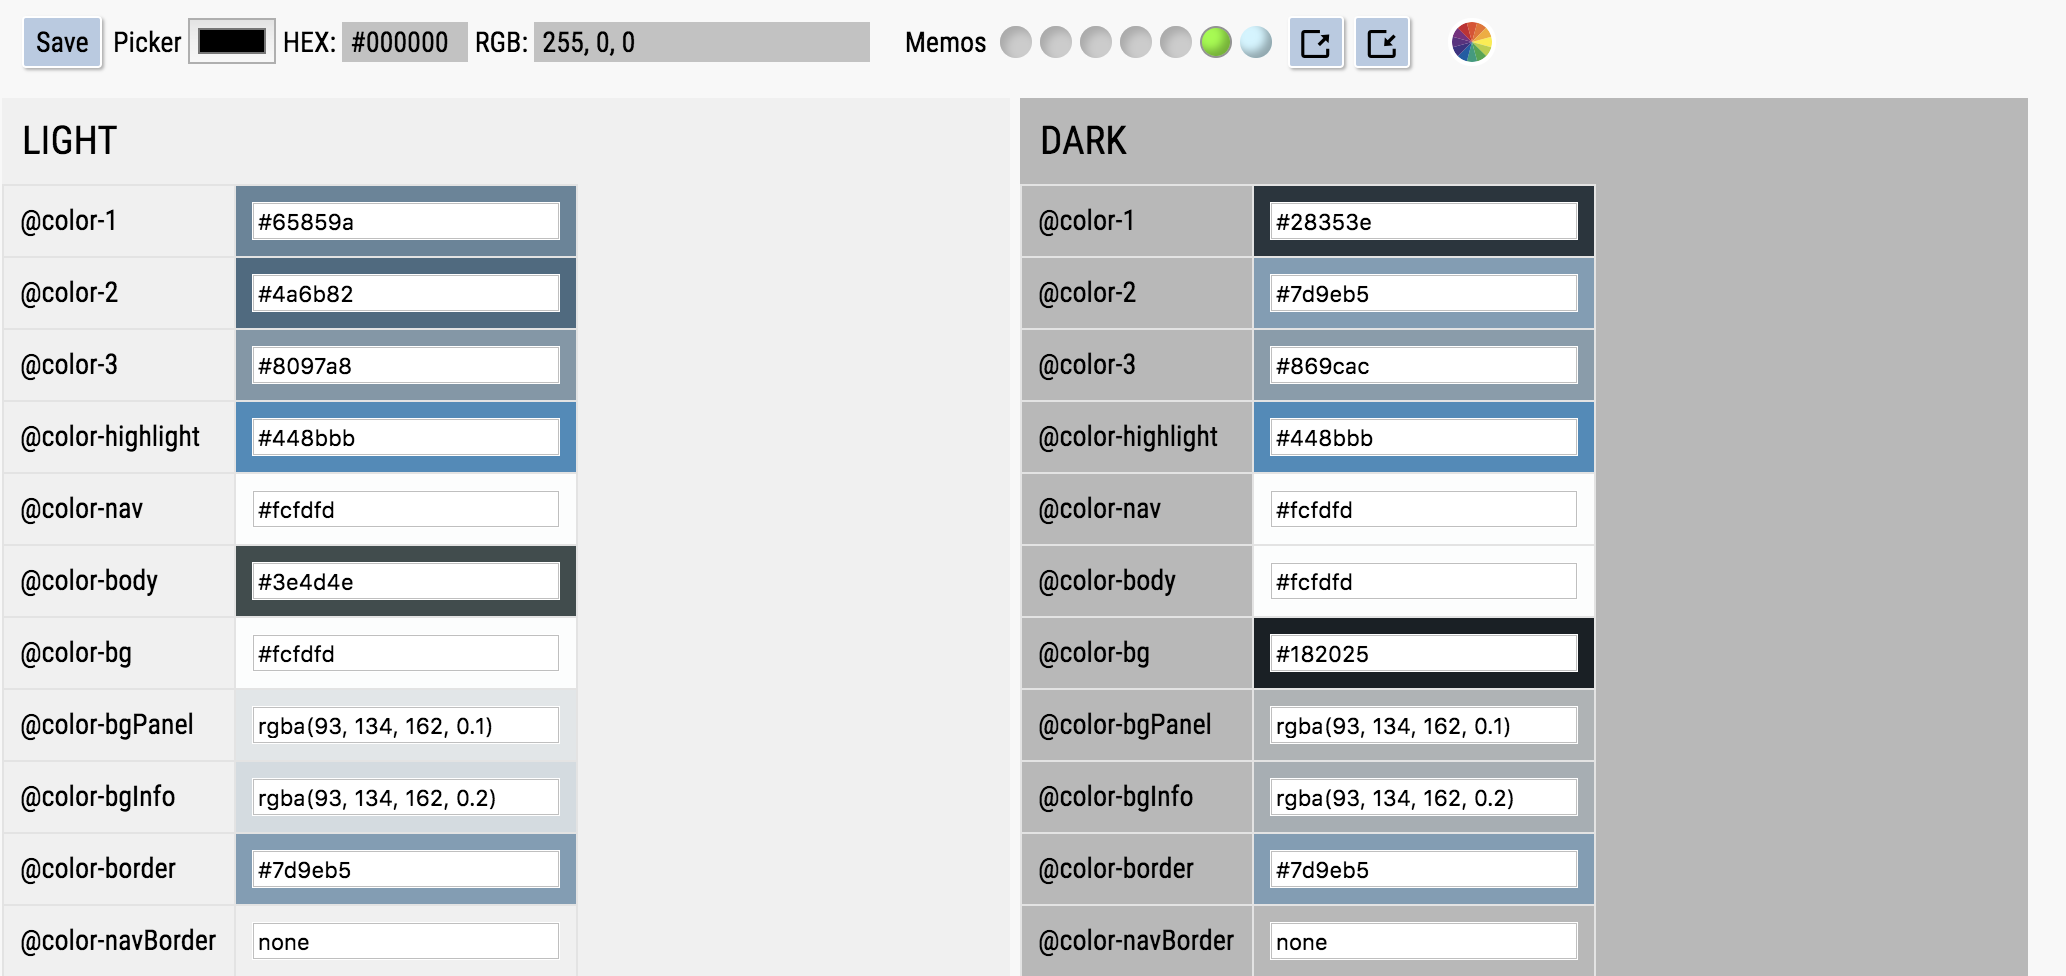 Save Picker HEX: #000000 RGB: 255, 0, 0 Memos
LIGHT
@color-1 #65859a
@color-2 #4a6b82
@color-3 #8097a8
@color-highlight #448bbb
@color-nav #fcfdfd
@color-body #3e4d4e
@color-bg #fcfdfd
@color-bgPanel rgba(93, 134, 162, 0.1)
@color-bgInfo rgba(93, 134, 162, 0.2)
@color-border #7d9eb5
@color-navBorder none
DARK
@color-1 #28353e
@color-2 #7d9eb5
@color-3 #869cac
@color-highlight #448bbb
@color-nav #fcfdfd
@color-body #fcfdfd
@color-bg #182025
@color-bgPanel rgba(93, 134, 162, 0.1)
@color-bgInfo rgba(93, 134, 162, 0.2)
@color-border #7d9eb5
@color-navBorder none